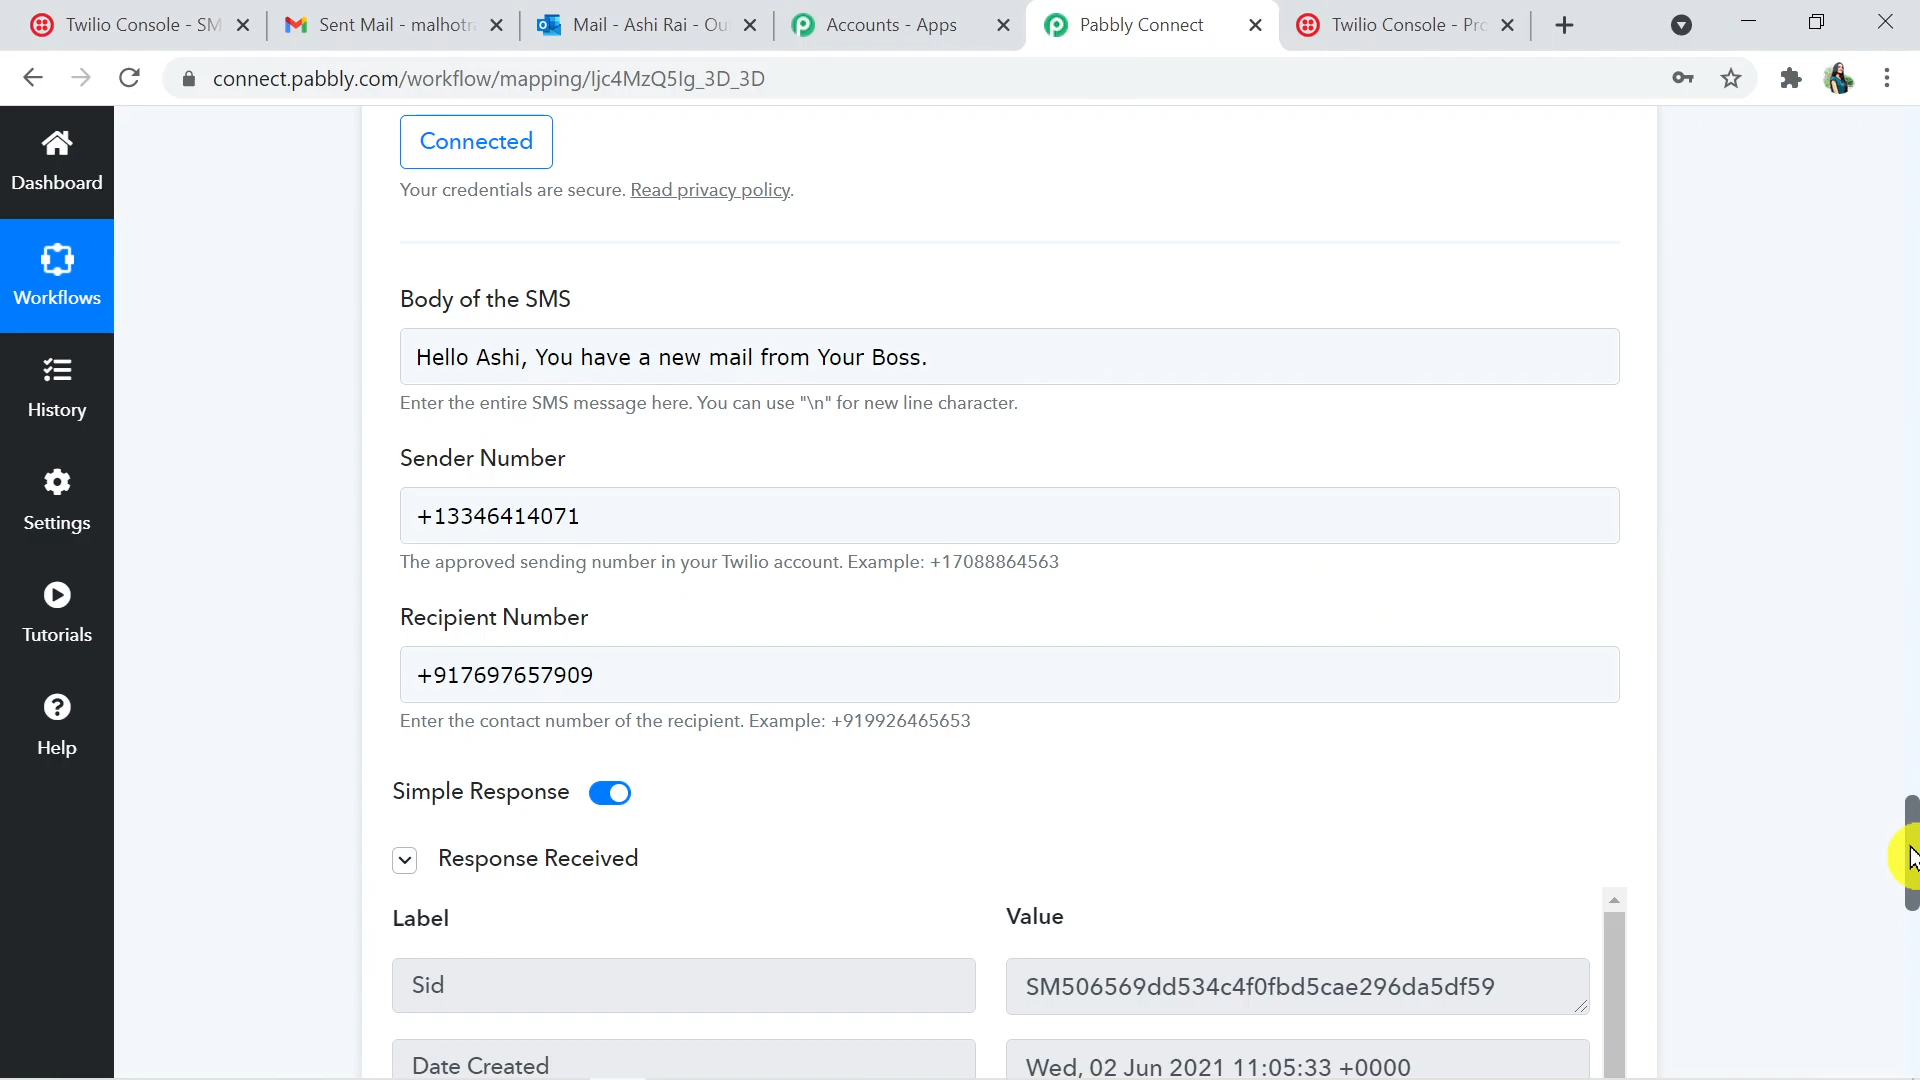 Twilio Console - SM
Sent Mail - malhotr
Mail - Ashi Rai - Ou
Accounts - Apps
Pabbly Connect
Twilio Console - Pro
connect.pabbly.com/workflow/mapping/Ijc4MzQ5Ig_3D_3D
Dashboard
Workflows
History
Settings
Tutorials
Help
Connected
Your credentials are secure. Read privacy policy.
Body of the SMS
Hello Ashi, You have a new mail from Your Boss.
Enter the entire SMS message here. You can use "\n" for new line character.
Sender Number
+13346414071
The approved sending number in your Twilio account. Example: +17088864563
Recipient Number
+917697657909
Enter the contact number of the recipient. Example: +919926465653
Simple Response
Response Received
Label Value
Sid SM506569dd534c4f0fbd5cae296da5df59
Date Created Wed, 02 Jun 2021 11:05:33 +0000